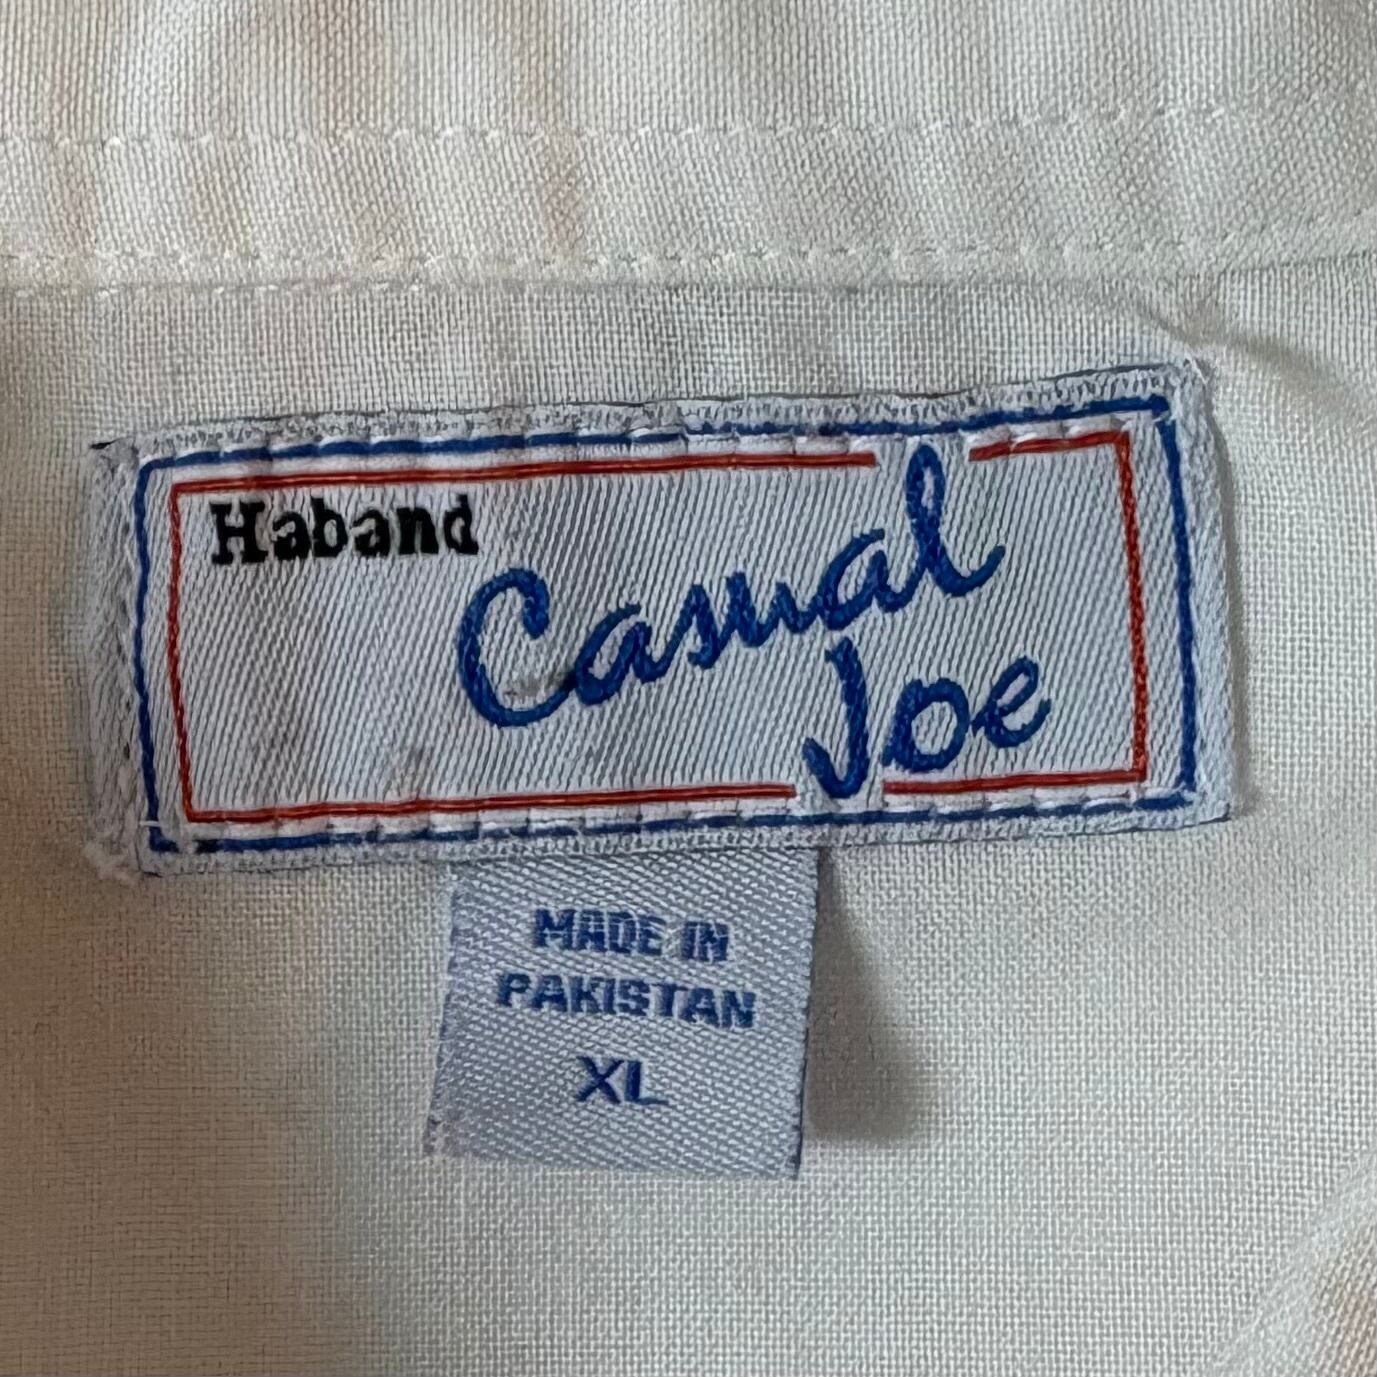 Haband
Casual
Joe
MADE IN
PAKISTAN
XL